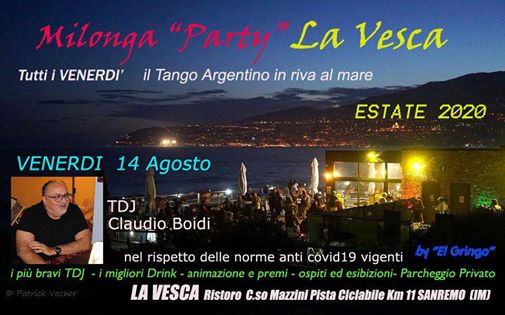 Milonga "Party" La Vesca
Tutti i VENERDI' il Tango Argentino in riva al mare
ESTATE 2020
VENERDI 14 Agosto
TDJ
Claudio Boidi
nel rispetto delle norme anti covid19 vigenti
by "El Gringo"
i più bravi TDJ - i migliori Drink - animazione e premi - ospiti ed esibizioni- Parcheggio Privato
© Patrick Vacher
LA VESCA Ristoro C.so Mazzini Pista Ciclabile Km 11 SANREMO (IM)